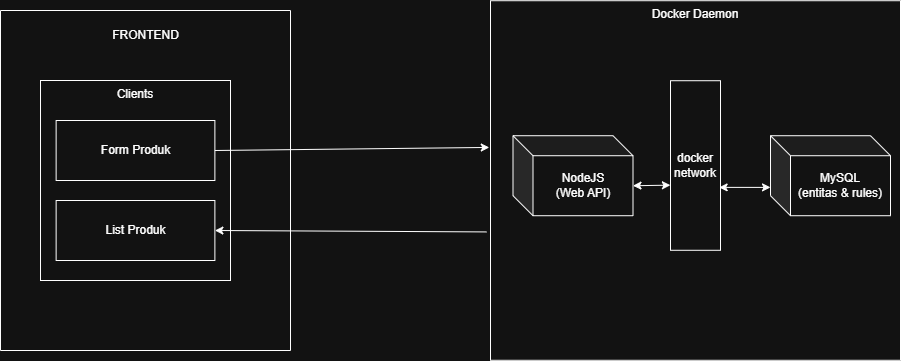 FRONTEND
Clients
Form Produk
List Produk
Docker Daemon
NodeJS
(Web API)
docker
network
MySQL
(entitas & rules)